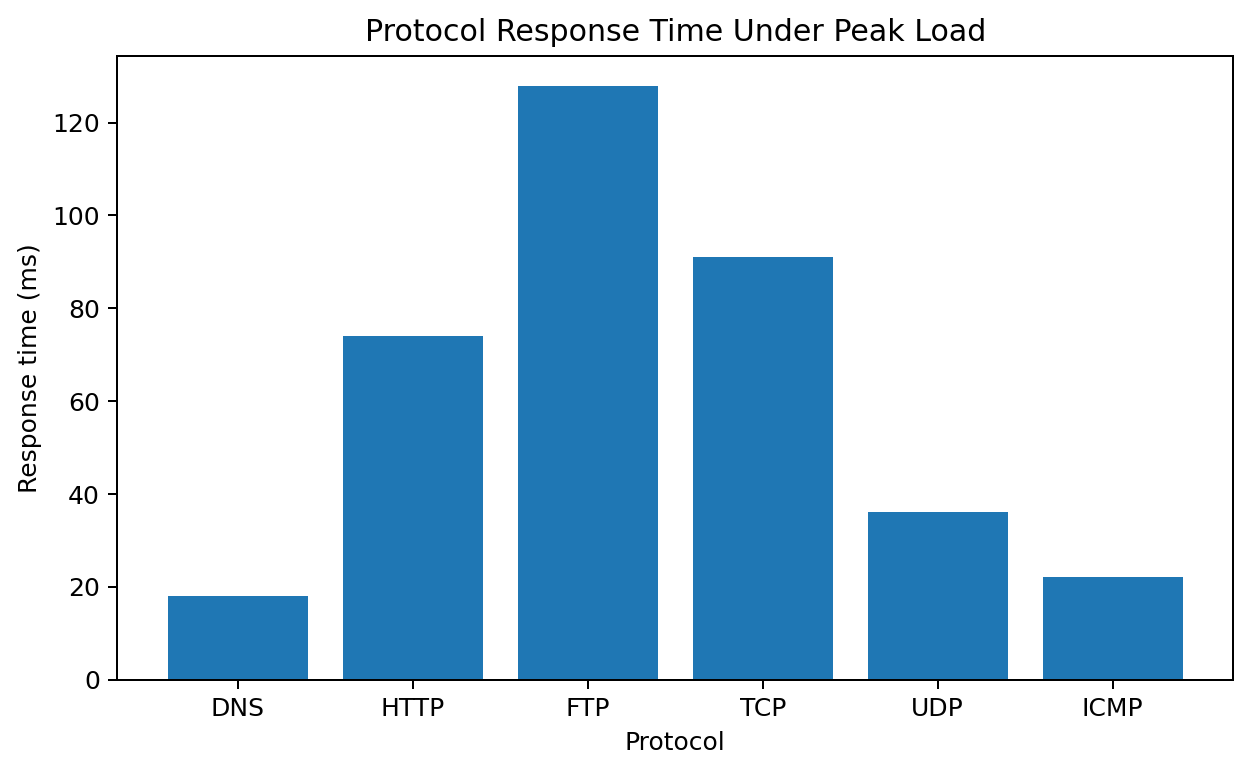 Protocol Response Time Under Peak Load
Response time (ms)
120
100
80
60
40
20
0
DNS HTTP FTP TCP UDP ICMP
Protocol